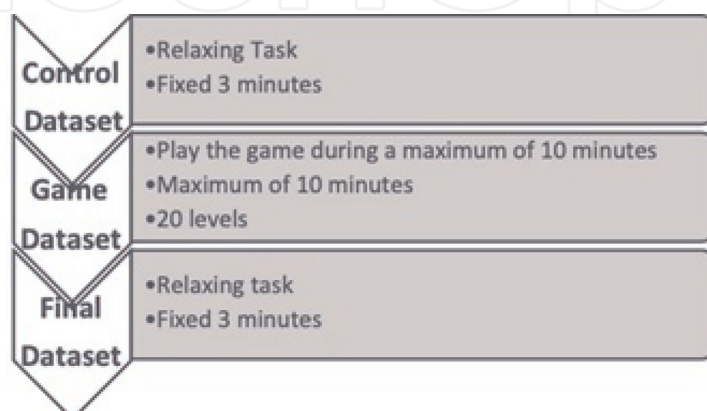 Control
Dataset
•Relaxing Task
•Fixed 3 minutes
Game
Dataset
•Play the game during a maximum of 10 minutes
•Maximum of 10 minutes
•20 levels
Final
Dataset
•Relaxing task
•Fixed 3 minutes